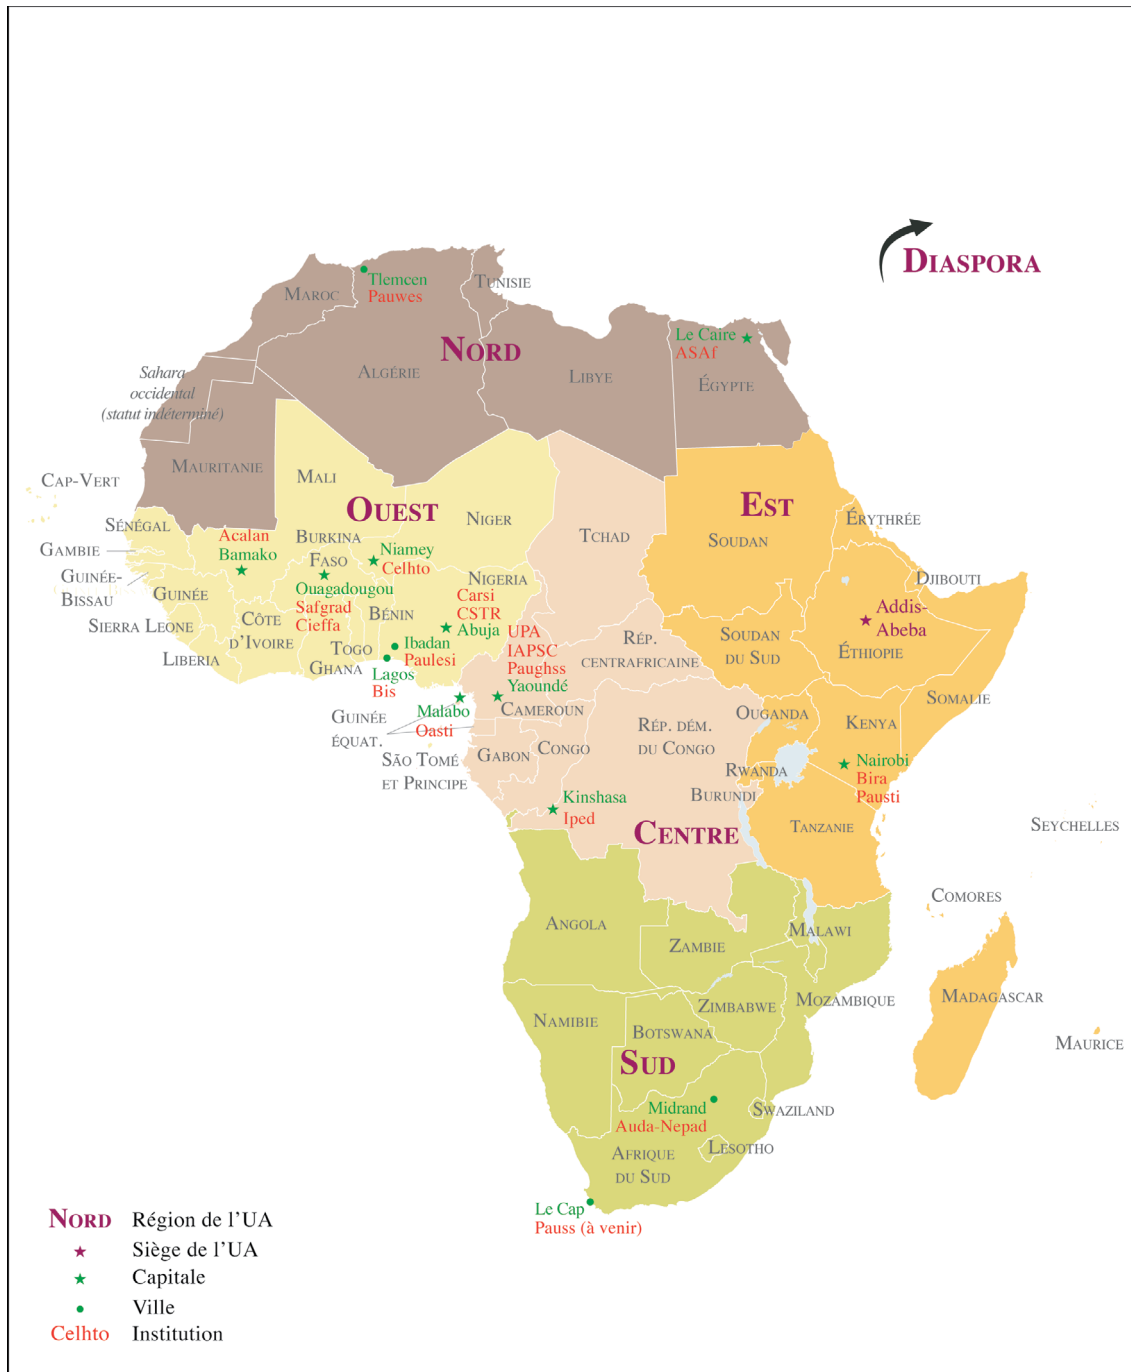 Diaspora
Tlemcen
Pauwes
Tunisie
Maroc
Le Caire
ASAf
Nord
Algérie
Libye
Égypte
Sahara
occidental
(statut indéterminé)
Mauritanie
Cap-Vert
Mali
Ouest
Niger
Est
Tchad
Soudan
Érythrée
Sénégal
Gambie
Guinée-
Bissau
Guinée
Sierra Leone
Liberia
Acalan
Bamako
Burkina
Faso
Niamey
Celhto
Ouagadougou
Safgrad
Cieffa
Côte
d’Ivoire
Bénin
Togo
Ghana
Nigeria
Carsi
CSTR
Abuja
Ibadan
Paulesi
Lagos
Bis
UPA
IAPSC
Paughss
Yaoundé
Cameroun
Malabo
Oasti
Guinée
équat.
São Tomé
et Principe
Gabon
Congo
Rép.
centrafricaine
Soudan
du Sud
Djibouti
Addis-
Abeba
Éthiopie
Somalie
Ouganda
Kenya
Rép. dém.
du Congo
Rwanda
Burundi
Nairobi
Bira
Pausti
Kinshasa
Iped
Centre
Tanzanie
Seychelles
Comores
Angola
Zambie
Malawi
Mozambique
Madagascar
Maurice
Zimbabwe
Namibie
Botswana
Sud
Midrand
Auda-Nepad
Swaziland
Lesotho
Afrique
du Sud
Le Cap
Pauss (à venir)
Nord Région de l’UA
Siège de l’UA
Capitale
Ville
Celhto Institution